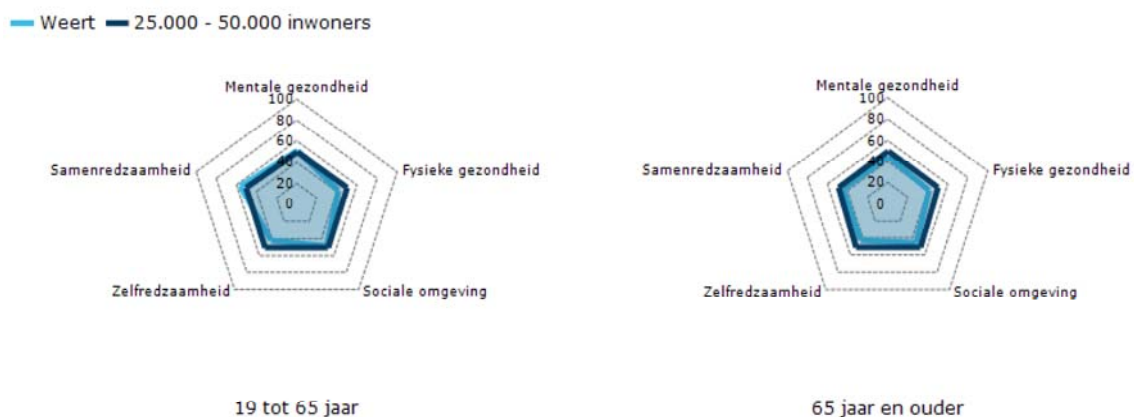 Weert 25.000 - 50.000 inwoners
Mentale gezondheid
100
80
60
40
20
0
Samenredzaamheid
Fysieke gezondheid
Zelfredzaamheid
Sociale omgeving
19 tot 65 jaar
Mentale gezondheid
100
80
60
40
20
0
Samenredzaamheid
Fysieke gezondheid
Zelfredzaamheid
Sociale omgeving
65 jaar en ouder